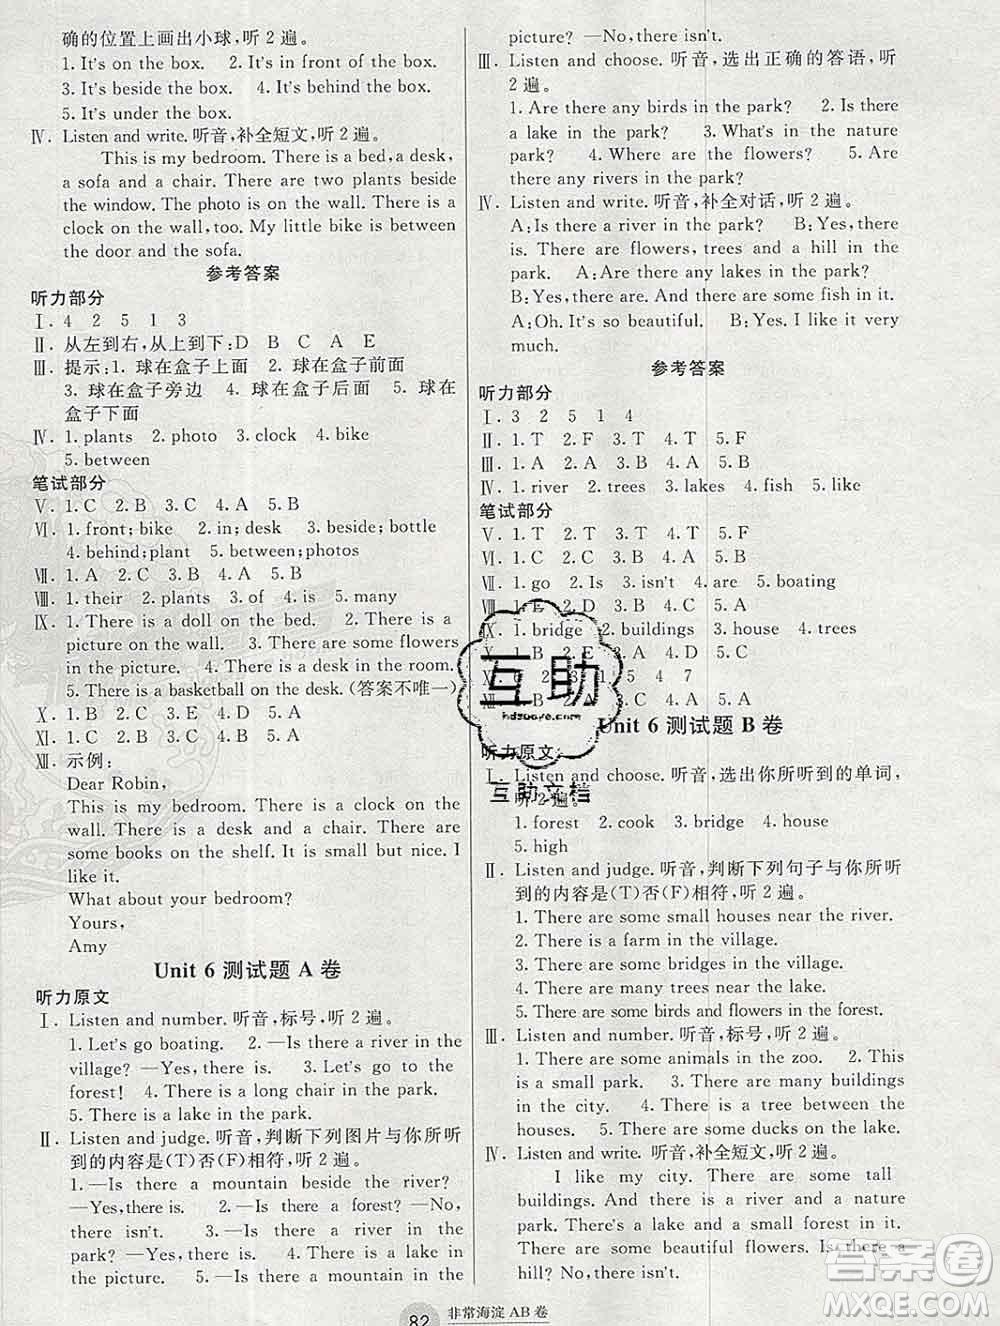 确的位置上画出小球,听2遍。
1. It's on the box.  2. It's in front of the box.
3. It's beside the box.  4. It's behind the box.
5. It's under the box.
Ⅳ. Listen and write. 听音,补全短文,听2遍。
This is my bedroom. There is a bed, a desk,
a sofa and a chair. There are two plants beside
the window. The photo is on the wall. There is a
clock on the wall, too. My little bike is between
the door and the sofa.
参考答案
听力部分
Ⅰ. 4  2  5  1  3
Ⅱ. 从左到右,从上到下:D  B  C  A  E
Ⅲ. 提示:1. 球在盒子上面  2. 球在盒子前面
3. 球在盒子旁边  4. 球在盒子后面  5. 球在
盒子下面
Ⅳ. 1. plants  2. photo  3. clock  4. bike
5. between
笔试部分
Ⅴ. 1. C  2. B  3. C  4. A  5. B
Ⅵ. 1. front; bike  2. in; desk  3. beside; bottle
4. behind; plant  5. between; photos
Ⅶ. 1. A  2. C  3. A  4. B  5. A
Ⅷ. 1. their  2. plants  3. of  4. is  5. many
Ⅸ. 1. There is a doll on the bed.  2. There is a
picture on the wall.  3. There are some flowers
in the picture.  4. There is a desk in the room.
5. There is a basketball on the desk. (答案不唯一)
Ⅹ. 1. B  2. C  3. C  4. B  5. A
Ⅺ. 1. C  2. A  3. B  4. D  5. A
Ⅻ. 示例:
Dear Robin,
This is my bedroom. There is a clock on the
wall. There is a desk and a chair. There are
some books on the shelf. It is small but nice. I
like it.
What about your bedroom?
Yours,
Amy
Unit 6 测试题 A 卷
听力原文
Ⅰ. Listen and number. 听音,标号,听2遍。
1. Let's go boating.  2. —Is there a river in the
village? —Yes, there is.  3. Let's go to the
forest!  4. There is a long chair in the park.
5. There is a lake in the park.
Ⅱ. Listen and judge. 听音,判断下列图片与你所听
到的内容是(T)否(F)相符,听2遍。
1. —Is there a mountain beside the river?
—Yes, there is.  2. —Is there a forest? —No,
there isn't.  3. —Is there a river in the
park? —Yes, there is.  4. There is a lake in
the picture.  5. —Is there a mountain in the
picture? —No, there isn't.
Ⅲ. Listen and choose. 听音,选出正确的答语,听
2遍。
1. Are there any birds in the park?  2. Is there
a lake in the park?  3. What's in the nature
park?  4. Where are the flowers?  5. Are
there any rivers in the park?
Ⅳ. Listen and write. 听音,补全对话,听2遍。
A: Is there a river in the park?  B: Yes, there
is. There are flowers, trees and a hill in the
park.  A: Are there any lakes in the park?
B: Yes, there are. And there are some fish in it.
A: Oh. It's so beautiful.  B: Yes. I like it very
much.
参考答案
听力部分
Ⅰ. 3  2  5  1  4
Ⅱ. 1. T  2. F  3. T  4. T  5. F
Ⅲ. 1. A  2. A  3. B  4. B  5. A
Ⅳ. 1. river  2. trees  3. lakes  4. fish  5. like
笔试部分
Ⅴ. 1. T  2. T  3. T  4. F  5. F
Ⅵ. 1. C  2. C  3. B  4. B  5. C
Ⅶ. 1. go  2. Is  3. isn't  4. are  5. boating
Ⅷ. 1. E  2. D  3. B  4. C  5. A
Ⅸ. 1. bridge  2. buildings  3. house  4. trees
4. A  5. D  6. C
5  4  7
4. B  5. A
Unit 6 测试题 B 卷
听力原文:
Ⅰ. Listen and choose. 听音,选出你所听到的单词,
听2遍。
1. forest  2. cook  3. bridge  4. house
5. high
Ⅱ. Listen and judge. 听音,判断下列句子与你所听
到的内容是(T)否(F)相符,听2遍。
1. There are some small houses near the river.
2. There is a farm in the village.
3. There are some bridges in the village.
4. There are many trees near the lake.
5. There are some birds and flowers in the forest.
Ⅲ. Listen and number. 听音,标号,听2遍。
1. There are some animals in the zoo.  2. This
is a small park.  3. There are many buildings
in the city.  4. There is a tree between the
houses.  5. There are some ducks on the lake.
Ⅳ. Listen and write. 听音,补全短文,听2遍。
I like my city. There are some tall
buildings. And there is a river and a nature
park. There's a lake and a small forest in it.
There are some beautiful flowers. Is there a
hill? No, there isn't.
82
非常海淀 AB 卷
互助
hdzuoye.com
互助文档
答案圈
MXQE.COM